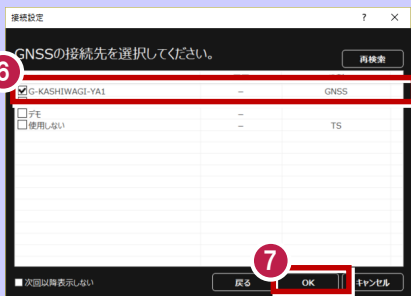 接続設定
? ×
GNSSの接続先を選択してください。
再検索
6
G-KASHIWAGI-YA1 － GNSS
デモ －
使用しない － TS
7
次回以降表示しない
戻る
OK
キャンセル